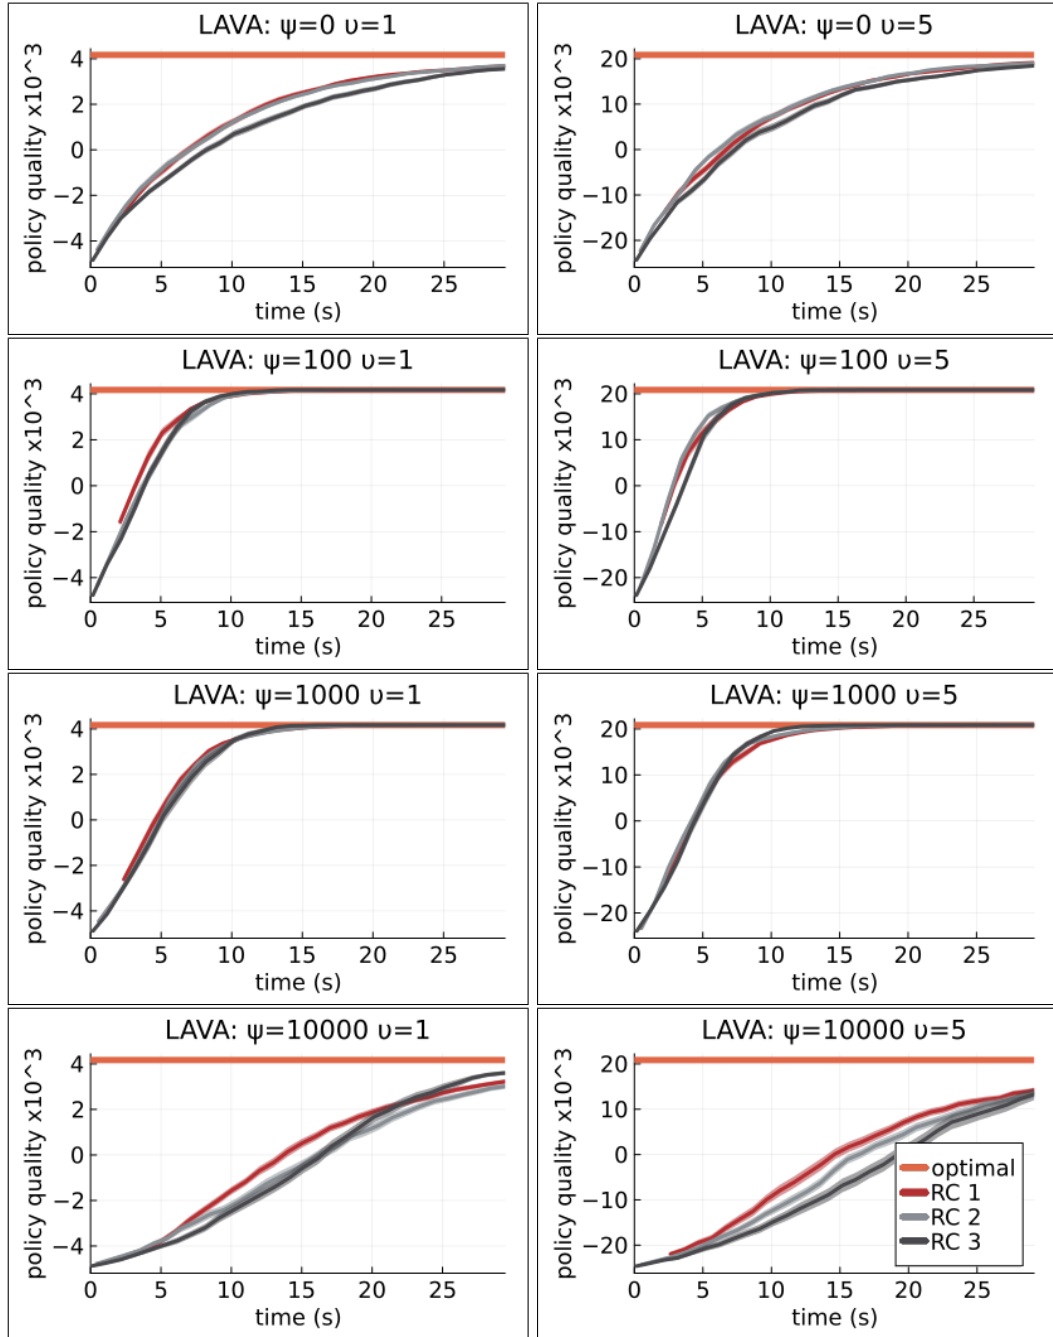 LAVA: ψ=0 υ=1
policy quality x10^3
4
2
0
−2
−4
0 5 10 15 20 25
time (s)
LAVA: ψ=0 υ=5
policy quality x10^3
20
10
0
−10
−20
0 5 10 15 20 25
time (s)
LAVA: ψ=100 υ=1
policy quality x10^3
4
2
0
−2
−4
0 5 10 15 20 25
time (s)
LAVA: ψ=100 υ=5
policy quality x10^3
20
10
0
−10
−20
0 5 10 15 20 25
time (s)
LAVA: ψ=1000 υ=1
policy quality x10^3
4
2
0
−2
−4
0 5 10 15 20 25
time (s)
LAVA: ψ=1000 υ=5
policy quality x10^3
20
10
0
−10
−20
0 5 10 15 20 25
time (s)
LAVA: ψ=10000 υ=1
policy quality x10^3
4
2
0
−2
−4
0 5 10 15 20 25
time (s)
LAVA: ψ=10000 υ=5
policy quality x10^3
20
10
0
−10
−20
0 5 10 15 20 25
time (s)
optimal
RC 1
RC 2
RC 3